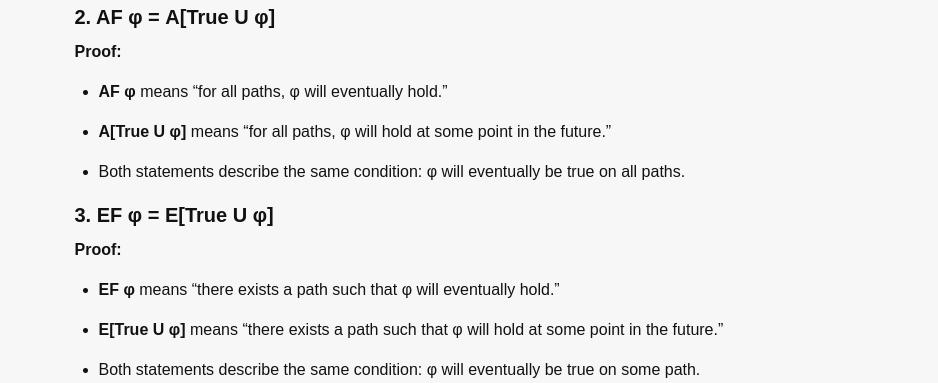 2. AF φ = A[True U φ]
Proof:
• AF φ means “for all paths, φ will eventually hold.”
• A[True U φ] means “for all paths, φ will hold at some point in the future.”
• Both statements describe the same condition: φ will eventually be true on all paths.
3. EF φ = E[True U φ]
Proof:
• EF φ means “there exists a path such that φ will eventually hold.”
• E[True U φ] means “there exists a path such that φ will hold at some point in the future.”
• Both statements describe the same condition: φ will eventually be true on some path.